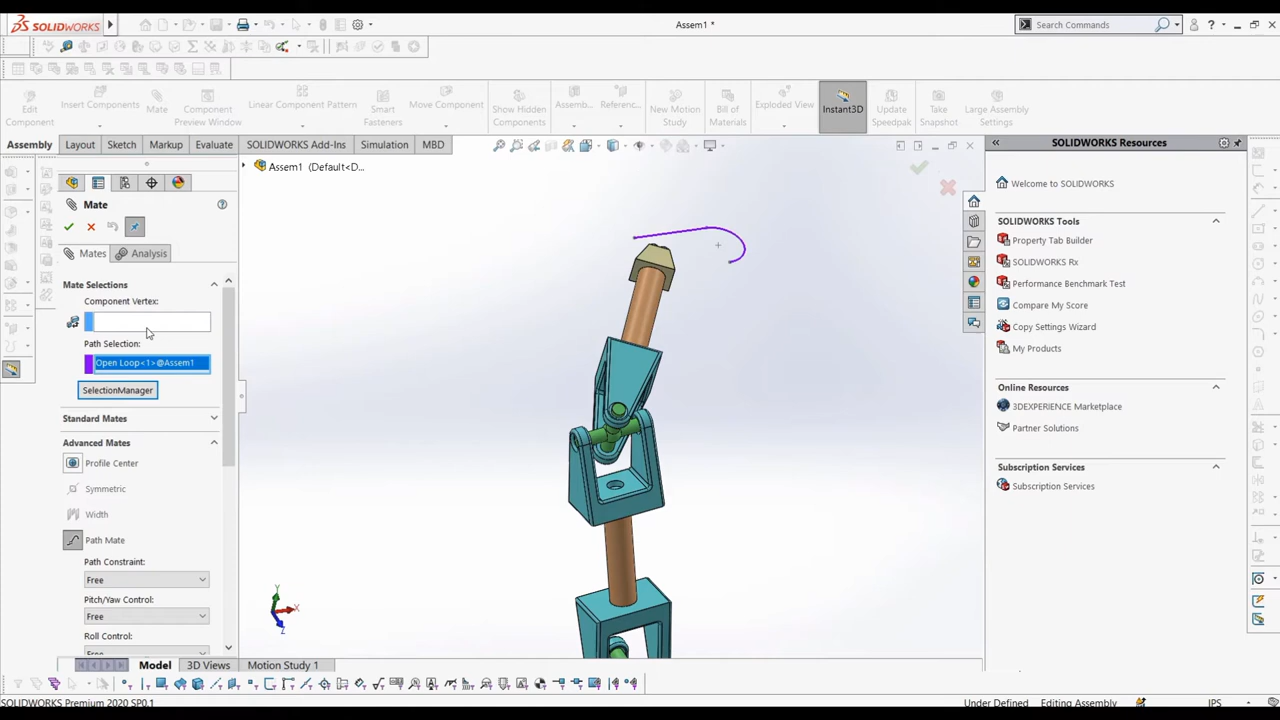 SOLIDWORKS
Assem1 *
Search Commands
?
Edit Component
Insert Components
Mate
Component Preview Window
Linear Component Pattern
Smart Fasteners
Move Component
Show Hidden Components
Assemb...
Referenc...
New Motion Study
Bill of Materials
Exploded View
Instant3D
Update Speedpak
Take Snapshot
Large Assembly Settings
Assembly
Layout
Sketch
Markup
Evaluate
SOLIDWORKS Add-Ins
Simulation
MBD
SOLIDWORKS Resources
Assem1 (Default<D...
Mate
Mates
Analysis
Mate Selections
Component Vertex:
Path Selection:
Open Loop<1>@Assem1
SelectionManager
Standard Mates
Advanced Mates
Profile Center
Symmetric
Width
Path Mate
Path Constraint:
Free
Pitch/Yaw Control:
Free
Roll Control:
Free
Y
X
Z
Welcome to SOLIDWORKS
SOLIDWORKS Tools
Property Tab Builder
SOLIDWORKS Rx
Performance Benchmark Test
Compare My Score
Copy Settings Wizard
My Products
Online Resources
3DEXPERIENCE Marketplace
Partner Solutions
Subscription Services
Subscription Services
Model
3D Views
Motion Study 1
SOLIDWORKS Premium 2020 SP0.1
Under Defined
Editing Assembly
IPS